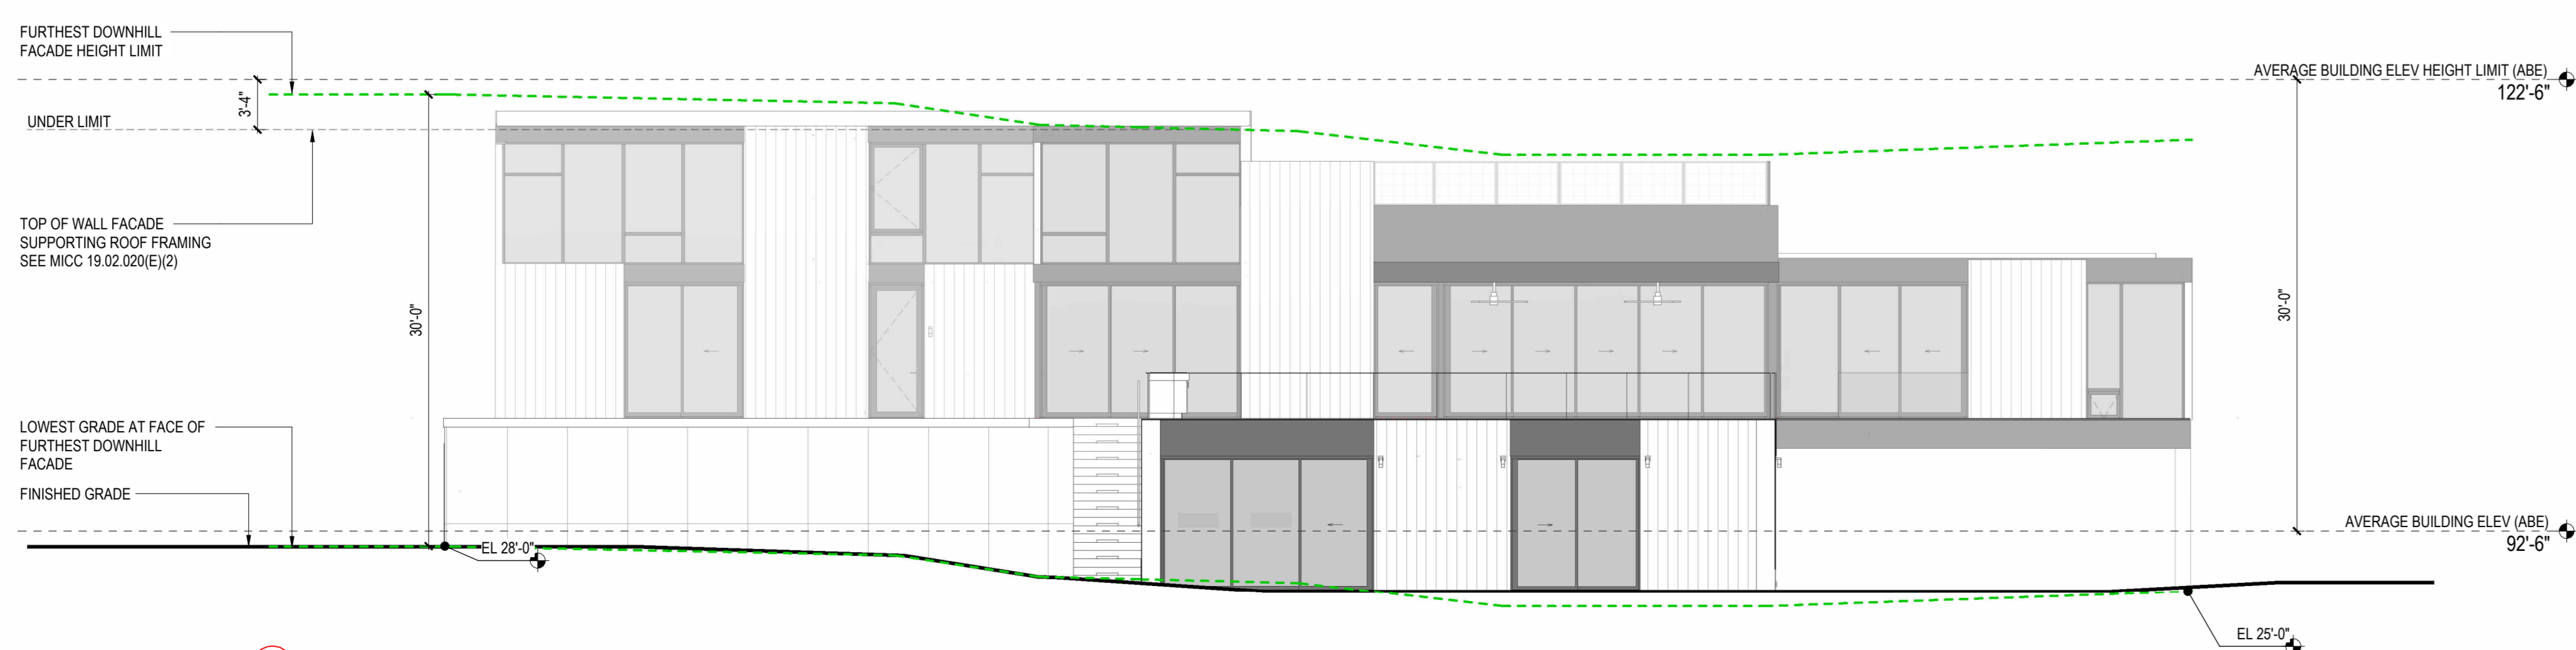 FURTHEST DOWNHILL
FACADE HEIGHT LIMIT
3'-4"
UNDER LIMIT
TOP OF WALL FACADE
SUPPORTING ROOF FRAMING
SEE MICC 19.02.020(E)(2)
30'-0"
LOWEST GRADE AT FACE OF
FURTHEST DOWNHILL
FACADE
FINISHED GRADE
EL 28'-0"
AVERAGE BUILDING ELEV HEIGHT LIMIT (ABE)
122'-6"
30'-0"
AVERAGE BUILDING ELEV (ABE)
92'-6"
EL 25'-0"